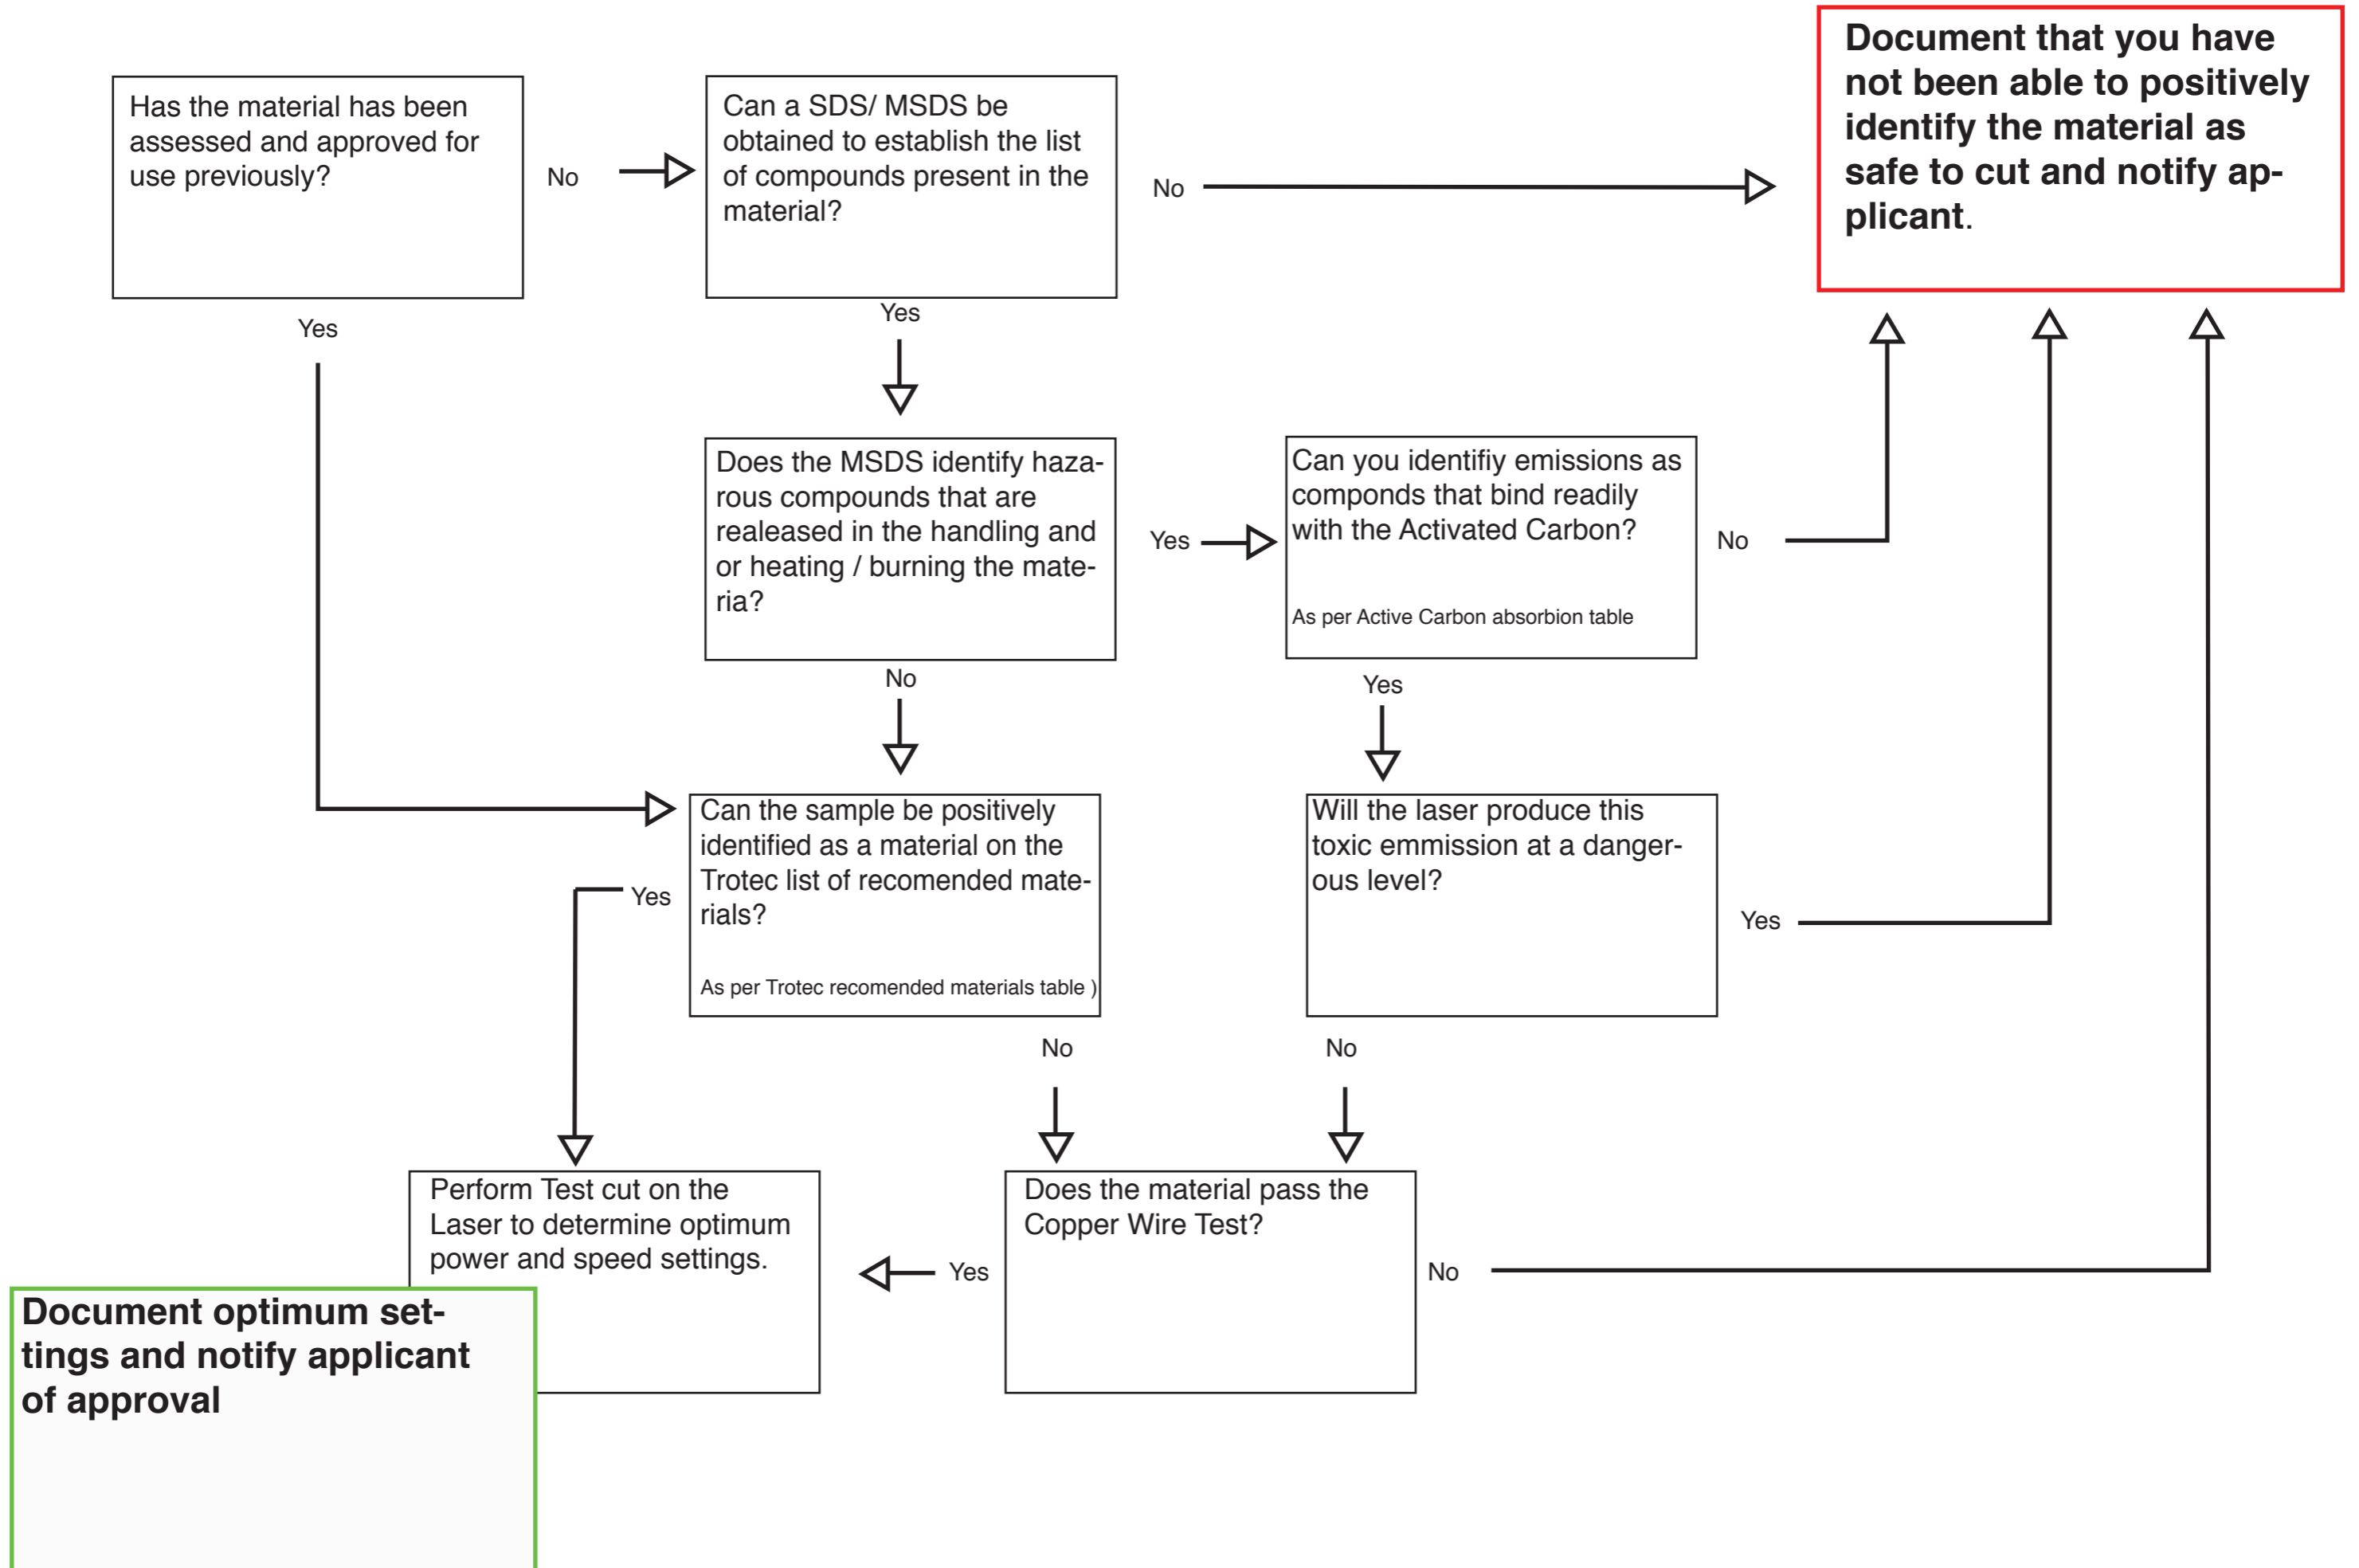 Document that you have
not been able to positively
identify the material as
safe to cut and notify ap-
plicant.
Has the material has been
assessed and approved for
use previously?
No
Can a SDS/ MSDS be
obtained to establish the list
of compounds present in the
material?
No
Yes
Yes
Does the MSDS identify haza-
rous compounds that are
realeased in the handling and
or heating / burning the mate-
ria?
Yes
Can you identifiy emissions as
componds that bind readily
with the Activated Carbon?
As per Active Carbon absorbion table
No
No
Yes
Can the sample be positively
identified as a material on the
Trotec list of recomended mate-
rials?
As per Trotec recomended materials table )
Yes
Will the laser produce this
toxic emmission at a danger-
ous level?
Yes
No
No
Perform Test cut on the
Laser to determine optimum
power and speed settings.
Yes
Does the material pass the
Copper Wire Test?
No
Document optimum set-
tings and notify applicant
of approval